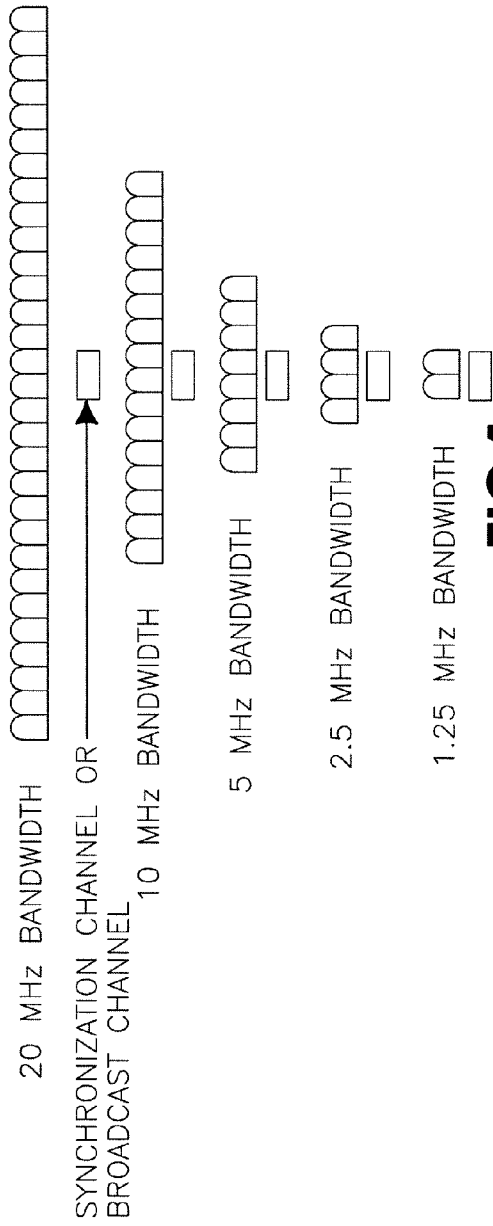 20 MHz BANDWIDTH
SYNCHRONIZATION CHANNEL OR
BROADCAST CHANNEL
10 MHz BANDWIDTH
5 MHz BANDWIDTH
2.5 MHz BANDWIDTH
1.25 MHz BANDWIDTH